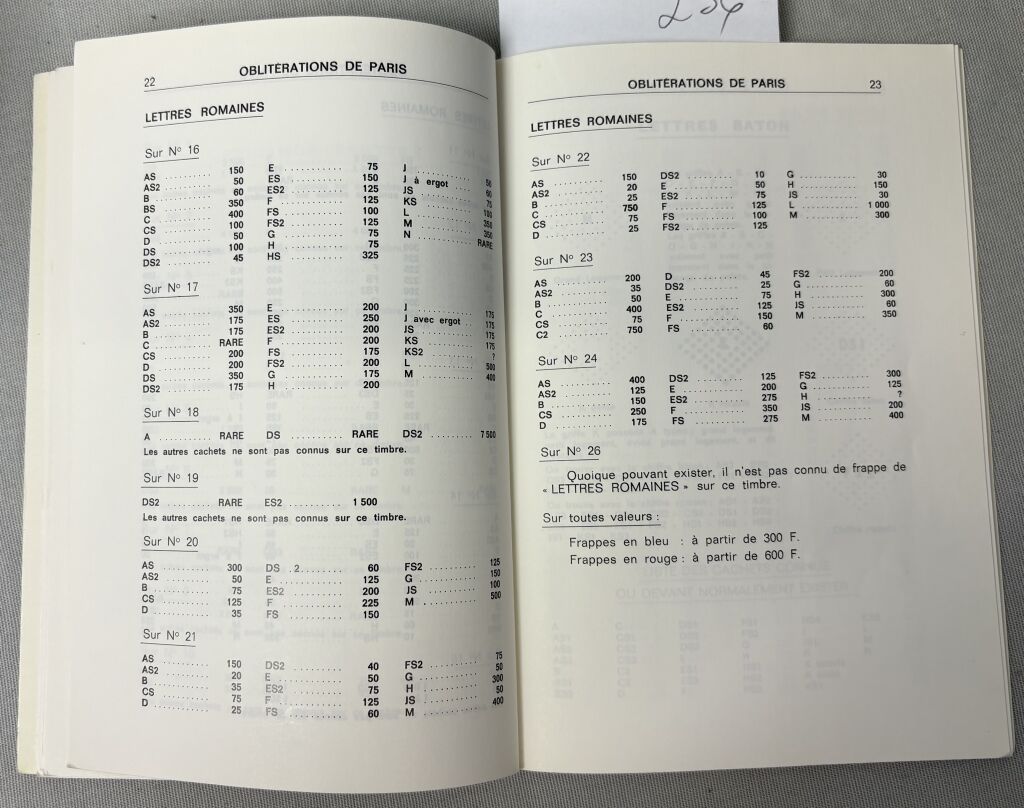 22
OBLITÉRATIONS DE PARIS
LETTRES ROMAINES
Sur Nº 16
AS .......... 150 E .......... 75 J .......... 50
AS2 .......... 50 ES .......... 150 J à ergot .......... 60
B .......... 60 ES2 .......... 125 JS .......... 75
BS .......... 350 F .......... 125 KS .......... 100
C .......... 400 FS .......... 100 L .......... 350
CS .......... 100 FS2 .......... 125 M .......... 350
D .......... 50 G .......... 75 N .......... RARE
DS .......... 100 H .......... 75
DS2 .......... 45 HS .......... 325
Sur Nº 17
AS .......... 350 E .......... 200 J .......... 175
AS2 .......... 175 ES .......... 250 J avec ergot . 175
B .......... 175 ES2 .......... 200 JS .......... 175
C .......... RARE F .......... 200 KS .......... 175
CS .......... 200 FS .......... 175 KS2 .......... ?
D .......... 200 FS2 .......... 200 L .......... 500
DS .......... 350 G .......... 175 M .......... 400
DS2 .......... 175 H .......... 200
Sur Nº 18
A .......... RARE DS .......... RARE DS2 .......... 7 500
Les autres cachets ne sont pas connus sur ce timbre.
Sur Nº 19
DS2 .......... RARE ES2 .......... 1 500
Les autres cachets ne sont pas connus sur ce timbre.
Sur Nº 20
AS .......... 300 DS .2 .......... 60 FS2 .......... 125
AS2 .......... 50 E .......... 125 G .......... 150
B .......... 75 ES2 .......... 200 JS .......... 100
CS .......... 125 F .......... 225 M .......... 500
D .......... 35 FS .......... 150
Sur Nº 21
AS .......... 150 DS2 .......... 40 FS2 .......... 75
AS2 .......... 20 E .......... 50 G .......... 50
B .......... 35 ES2 .......... 75 H .......... 300
CS .......... 75 F .......... 125 JS .......... 50
D .......... 25 FS .......... 60 M .......... 400
OBLITÉRATIONS DE PARIS
23
LETTRES ROMAINES
Sur Nº 22
AS .......... 150 DS2 .......... 10 G .......... 30
AS2 .......... 20 E .......... 50 H .......... 150
B .......... 25 ES2 .......... 75 JS .......... 30
C .......... 750 F .......... 125 L .......... 1 000
CS .......... 75 FS .......... 100 M .......... 300
D .......... 25 FS2 .......... 125
Sur Nº 23
AS .......... 200 D .......... 45 FS2 .......... 200
AS2 .......... 35 DS2 .......... 25 G .......... 60
B .......... 50 E .......... 75 H .......... 300
C .......... 400 ES2 .......... 125 JS .......... 60
CS .......... 75 F .......... 150 M .......... 350
C2 .......... 750 FS .......... 60
Sur Nº 24
AS .......... 400 DS2 .......... 125 FS2 .......... 300
AS2 .......... 125 E .......... 200 G .......... 125
B .......... 150 ES2 .......... 275 H .......... ?
CS .......... 250 F .......... 350 JS .......... 200
D .......... 175 FS .......... 275 M .......... 400
Sur Nº 26
Quoique pouvant exister, il n'est pas connu de frappe de
« LETTRES ROMAINES » sur ce timbre.
Sur toutes valeurs :
Frappes en bleu : à partir de 300 F.
Frappes en rouge : à partir de 600 F.